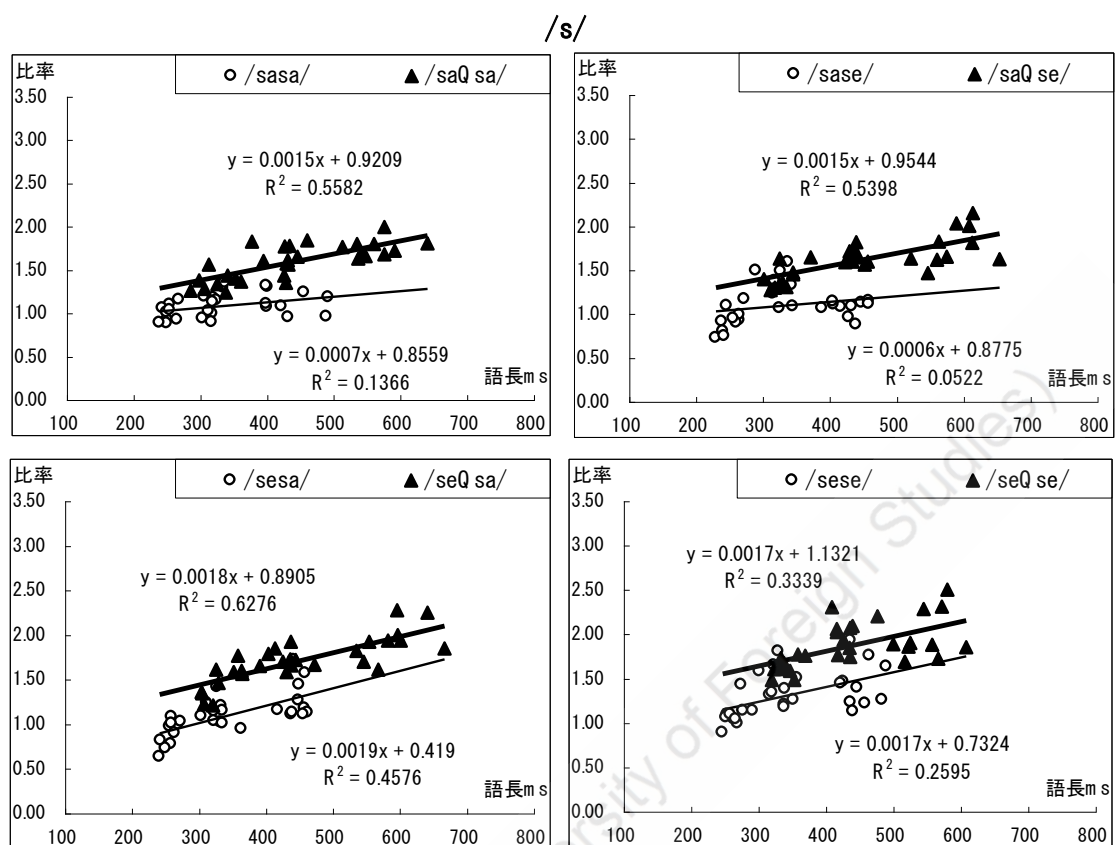 /s/
比率
○ /sasa/ ▲ /saQ sa/
3.50
3.00
2.50
2.00
1.50
1.00
0.50
0.00
y = 0.0015x + 0.9209
R² = 0.5582
y = 0.0007x + 0.8559
R² = 0.1366
語長ms
100 200 300 400 500 600 700 800
比率
○ /sase/ ▲ /saQ se/
3.50
3.00
2.50
2.00
1.50
1.00
0.50
0.00
y = 0.0015x + 0.9544
R² = 0.5398
y = 0.0006x + 0.8775
R² = 0.0522
語長ms
100 200 300 400 500 600 700 800
比率
○ /sesa/ ▲ /seQ sa/
3.50
3.00
2.50
2.00
1.50
1.00
0.50
0.00
y = 0.0018x + 0.8905
R² = 0.6276
y = 0.0019x + 0.419
R² = 0.4576
語長ms
100 200 300 400 500 600 700 800
比率
○ /sese/ ▲ /seQ se/
3.50
3.00
2.50
2.00
1.50
1.00
0.50
0.00
y = 0.0017x + 1.1321
R² = 0.3339
y = 0.0017x + 0.7324
R² = 0.2595
語長ms
100 200 300 400 500 600 700 800
ersity of Foreign Studies)